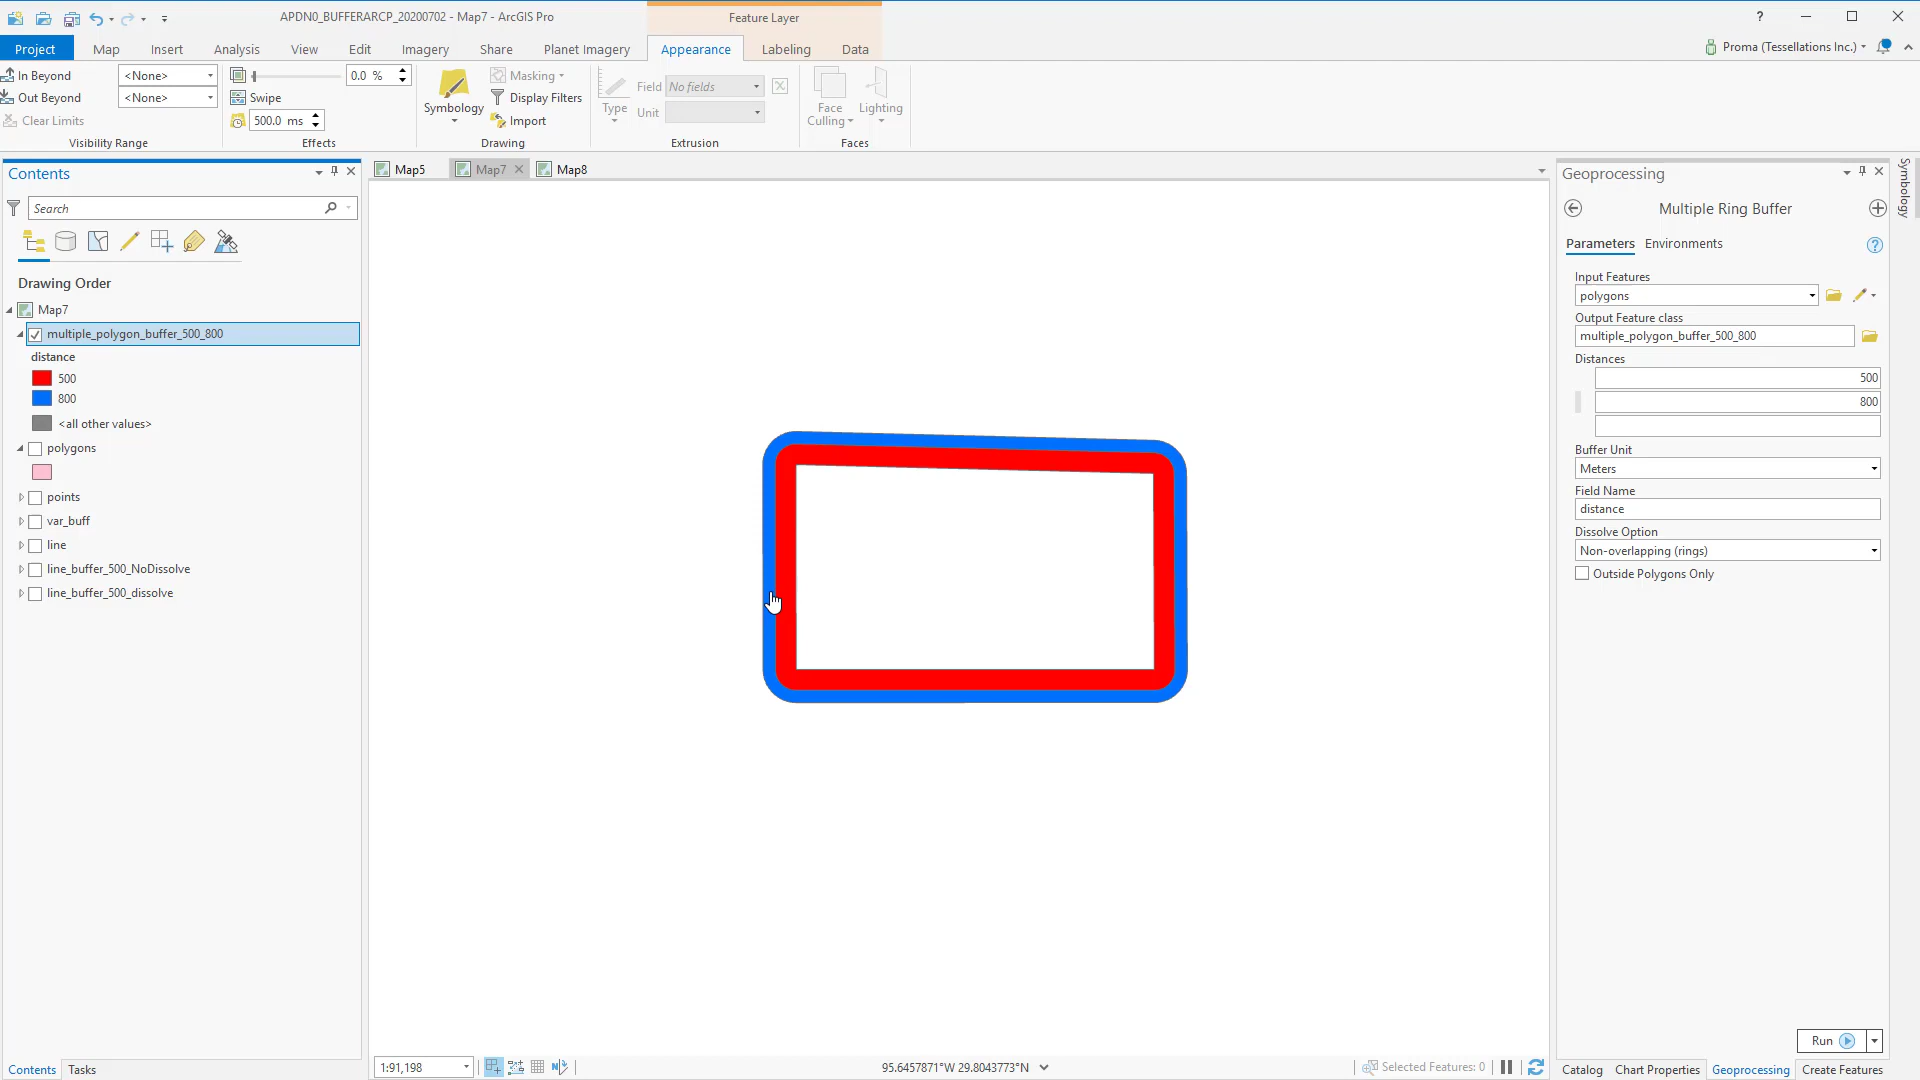 APDN0_BUFFERARCP_20200702 - Map7 - ArcGIS Pro
Feature Layer
?
Project
Map
Insert
Analysis
View
Edit
Imagery
Share
Planet Imagery
Appearance
Labeling
Data
Proma (Tessellations Inc.)
In Beyond
<None>
Out Beyond
<None>
Clear Limits
Visibility Range
0.0 %
Swipe
500.0 ms
Effects
Symbology
Masking
Display Filters
Import
Drawing
Type
Field
No fields
Unit
Extrusion
Face Culling
Lighting
Faces
Contents
Search
Drawing Order
Map7
multiple_polygon_buffer_500_800
distance
500
800
<all other values>
polygons
points
var_buff
line
line_buffer_500_NoDissolve
line_buffer_500_dissolve
Contents
Tasks
Map5
Map7
Map8
1:91,198
95.6457871°W 29.8043773°N
Selected Features: 0
Geoprocessing
Multiple Ring Buffer
Parameters
Environments
?
Input Features
polygons
Output Feature class
multiple_polygon_buffer_500_800
Distances
500
800
Buffer Unit
Meters
Field Name
distance
Dissolve Option
Non-overlapping (rings)
Outside Polygons Only
Run
Catalog
Chart Properties
Geoprocessing
Create Features
Symbology